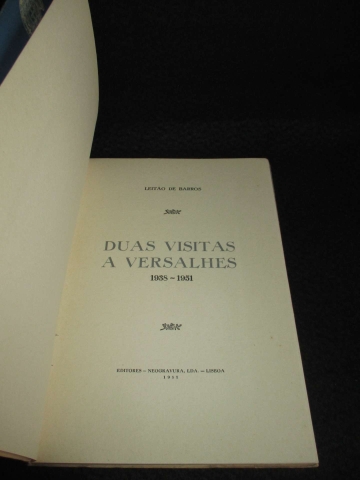 LEITÃO DE BARROS
DUAS VISITAS
A VERSALHES
1938 - 1951
EDITORES - NEOGRAVURA, LDA. - LISBOA